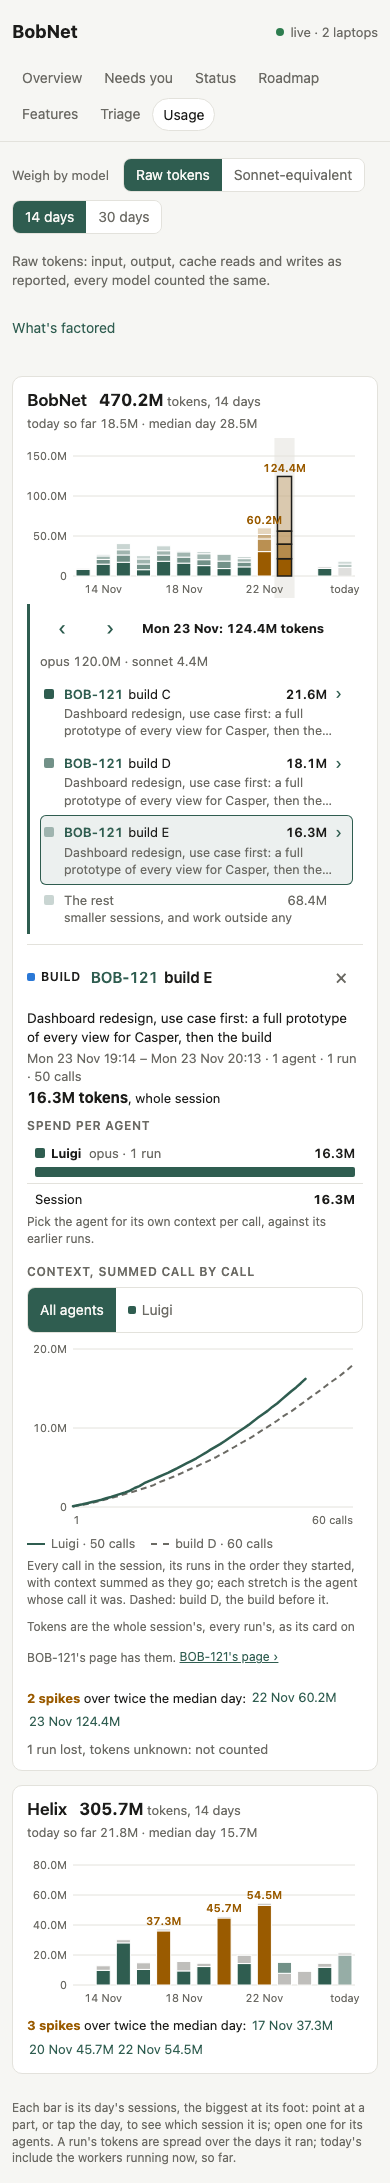 BobNet
live · 2 laptops
Overview Needs you Status Roadmap
Features Triage Usage
Weigh by model Raw tokens Sonnet-equivalent
14 days 30 days
Raw tokens: input, output, cache reads and writes as
reported, every model counted the same.
What's factored
BobNet 470.2M tokens, 14 days
today so far 18.5M · median day 28.5M
150.0M
124.4M
100.0M
60.2M
50.0M
0
14 Nov 18 Nov 22 Nov today
‹ › Mon 23 Nov: 124.4M tokens
opus 120.0M · sonnet 4.4M
BOB-121 build C 21.6M ›
Dashboard redesign, use case first: a full
prototype of every view for Casper, then the...
BOB-121 build D 18.1M ›
Dashboard redesign, use case first: a full
prototype of every view for Casper, then the...
BOB-121 build E 16.3M ›
Dashboard redesign, use case first: a full
prototype of every view for Casper, then the...
The rest 68.4M
smaller sessions, and work outside any
BUILD BOB-121 build E ×
Dashboard redesign, use case first: a full prototype
of every view for Casper, then the build
Mon 23 Nov 19:14 – Mon 23 Nov 20:13 · 1 agent · 1 run
· 50 calls
16.3M tokens, whole session
SPEND PER AGENT
Luigi opus · 1 run 16.3M
Session 16.3M
Pick the agent for its own context per call, against its
earlier runs.
CONTEXT, SUMMED CALL BY CALL
All agents Luigi
20.0M
10.0M
0
1 60 calls
Luigi · 50 calls build D · 60 calls
Every call in the session, its runs in the order they started,
with context summed as they go; each stretch is the agent
whose call it was. Dashed: build D, the build before it.
Tokens are the whole session's, every run's, as its card on
BOB-121's page has them. BOB-121's page ›
2 spikes over twice the median day: 22 Nov 60.2M
23 Nov 124.4M
1 run lost, tokens unknown: not counted
Helix 305.7M tokens, 14 days
today so far 21.8M · median day 15.7M
80.0M
60.0M
54.5M
45.7M
40.0M
37.3M
20.0M
0
14 Nov 18 Nov 22 Nov today
3 spikes over twice the median day: 17 Nov 37.3M
20 Nov 45.7M 22 Nov 54.5M
Each bar is its day's sessions, the biggest at its foot: point at a
part, or tap the day, to see which session it is; open one for its
agents. A run's tokens are spread over the days it ran; today's
include the workers running now, so far.